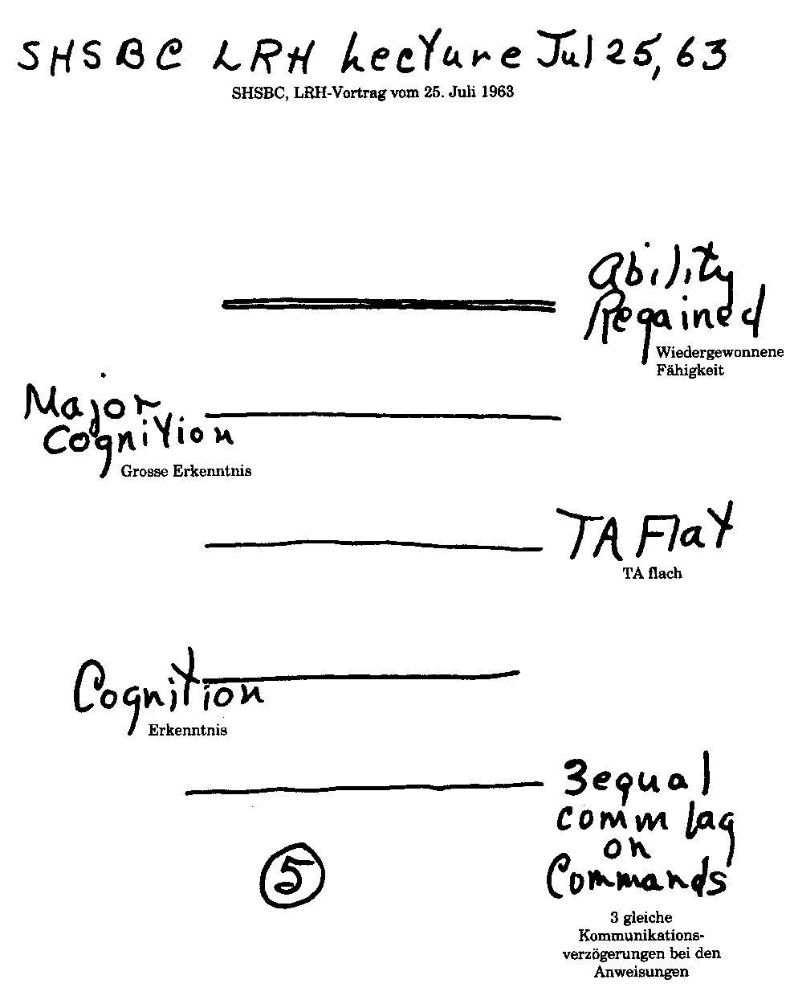 SHSBC LRH Lecture Jul 25, 63
SHSBC, LRH-Vortrag vom 25. Juli 1963
Ability
Regained
Wiedergewonnene
Fähigkeit
Major
Cognition
Grosse Erkenntnis
TA Flat
TA flach
Cognition
Erkenntnis
3 equal
comm lag
on
Commands
5
3 gleiche
Kommunikations-
verzögerungen bei den
Anweisungen